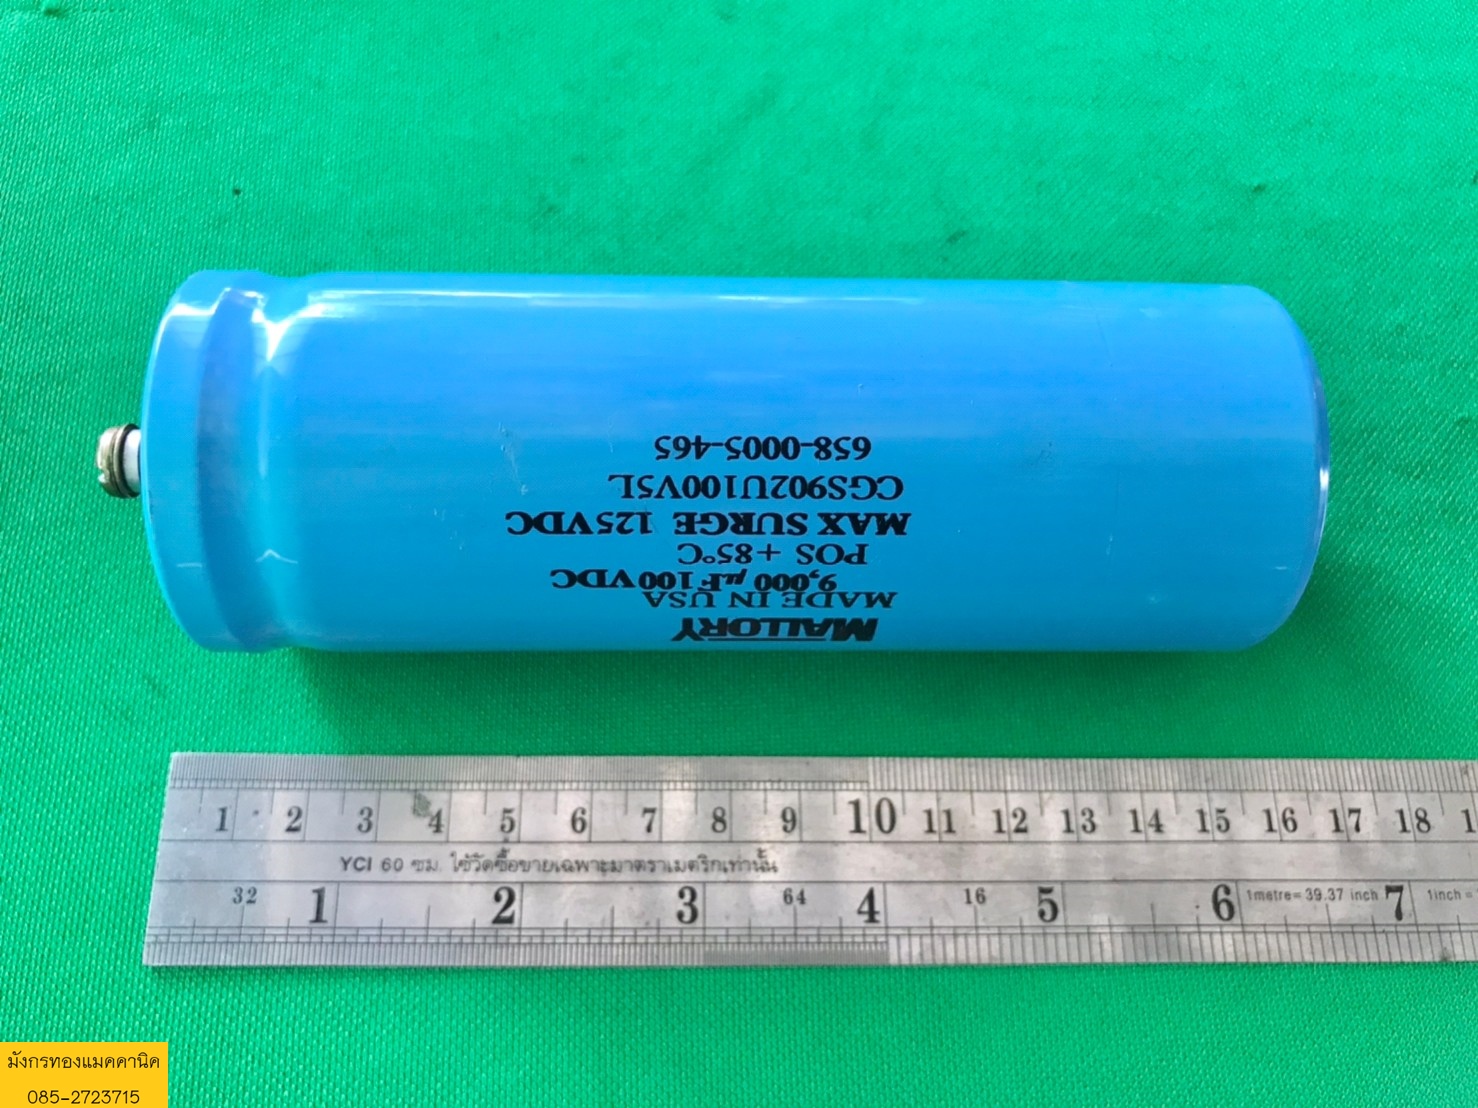 MALLORY
MADE IN USA
9,000 µF 100 VDC
POS +85°C
MAX SURGE 125VDC
CGS902U100V5L
658-0005-465
1 2 3 4 5 6 7 8 9 10 11 12 13 14 15 16 17 18
YCI 60 ซม. ใช้วัดซื้อขายเฉพาะมาตราเมตริกเท่านั้น
32 1 2 3 64 4 16 5 6 1metre= 39.37 inch 7 1inch =
มังกรทองแมคคานิค
085-2723715